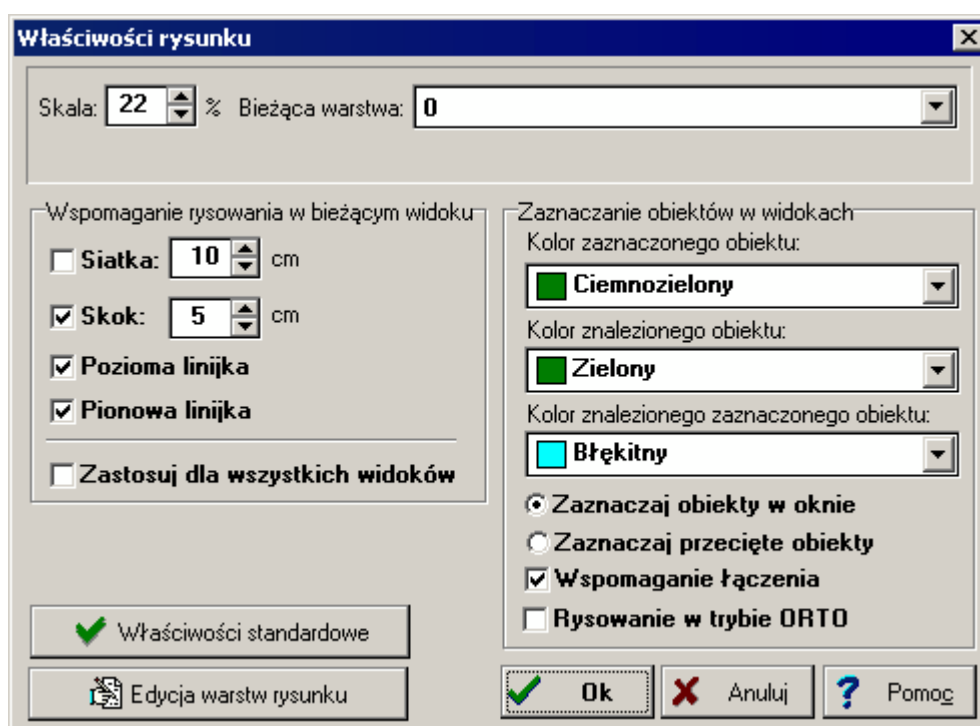 Właściwości rysunku
Skala: 22 % Bieżąca warstwa: 0
Wspomaganie rysowania w bieżącym widoku
Siatka: 10 cm
Skok: 5 cm
Pozioma linijka
Pionowa linijka
Zastosuj dla wszystkich widoków
Zaznaczanie obiektów w widokach
Kolor zaznaczonego obiektu:
Ciemnozielony
Kolor znalezionego obiektu:
Zielony
Kolor znalezionego zaznaczonego obiektu:
Błękitny
Zaznaczaj obiekty w oknie
Zaznaczaj przecięte obiekty
Wspomaganie łączenia
Rysowanie w trybie ORTO
Właściwości standardowe
Edycja warstw rysunku
Ok Anuluj Pomoc